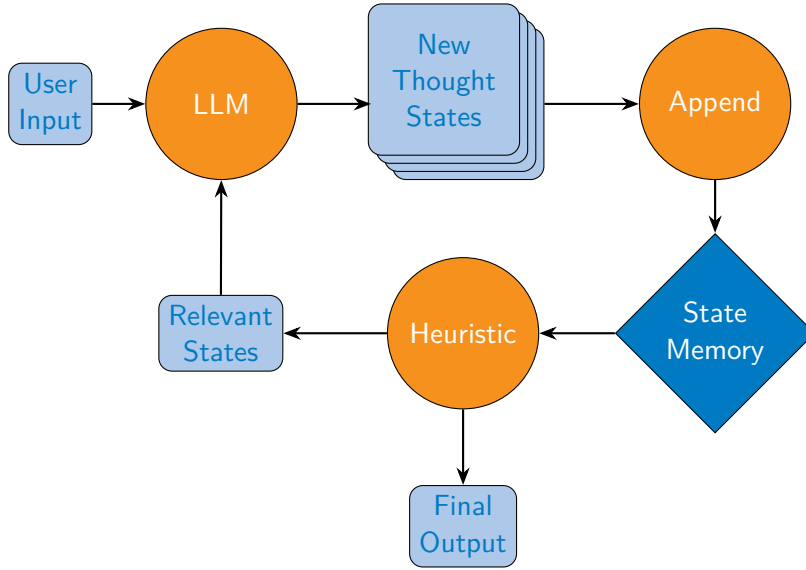 User
Input
LLM
New
Thought
States
Append
Relevant
States
Heuristic
State
Memory
Final
Output